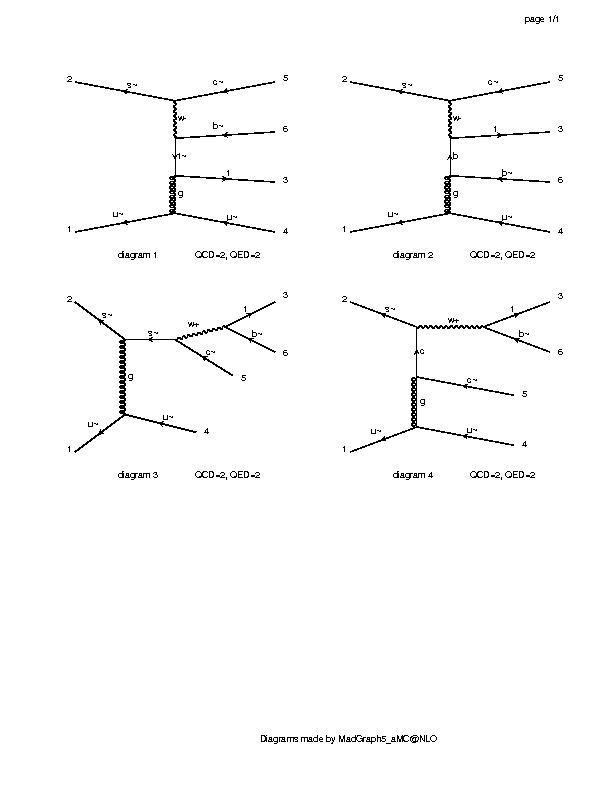 page 1/1
2 s~ c~ 5
w+
b~ 6
t~
t 3
g
u~ u~
1 4
diagram 1 QCD=2, QED=2
2 s~ c~ 5
w+
t 3
b
b~ 6
g
u~ u~
1 4
diagram 2 QCD=2, QED=2
2 3
s~ w+ t
s~ b~
c~ 6
g 5
u~ u~
4
1
diagram 3 QCD=2, QED=2
2 3
s~ w+ t
b~
c 6
c~
g 5
u~ u~
1 4
diagram 4 QCD=2, QED=2
Diagrams made by MadGraph5_aMC@NLO